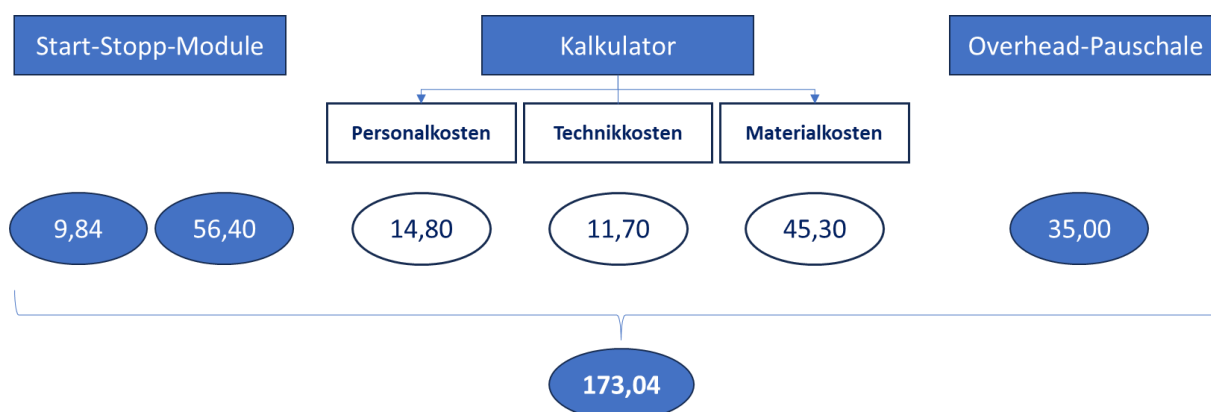 Start-Stopp-Module
Kalkulator
Overhead-Pauschale
Personalkosten
Technikkosten
Materialkosten
9,84
56,40
14,80
11,70
45,30
35,00
173,04